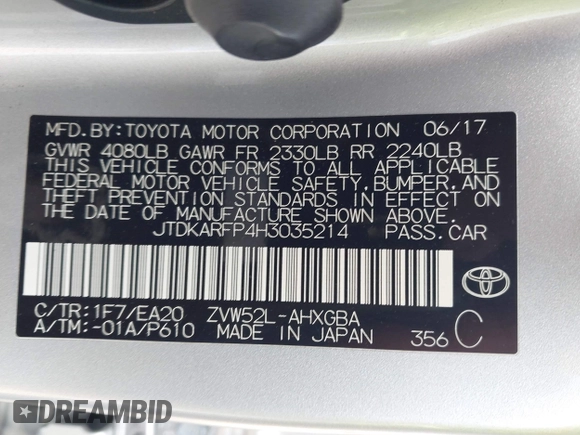 MFD.BY:TOYOTA MOTOR CORPORATION 06/17
GVWR 4080LB GAWR FR 2330LB RR 2240LB
THIS VEHICLE CONFORMS TO ALL APPLICABLE
FEDERAL MOTOR VEHICLE SAFETY,BUMPER,AND
THEFT PREVENTION STANDARDS IN EFFECT ON
THE DATE OF MANUFACTURE SHOWN ABOVE.
JTDKARFP4H3035214 PASS.CAR
C/TR:1F7/EA20 ZVW52L-AHXGBA
A/TM:-01A/P610 MADE IN JAPAN 356 C
DREAMBID